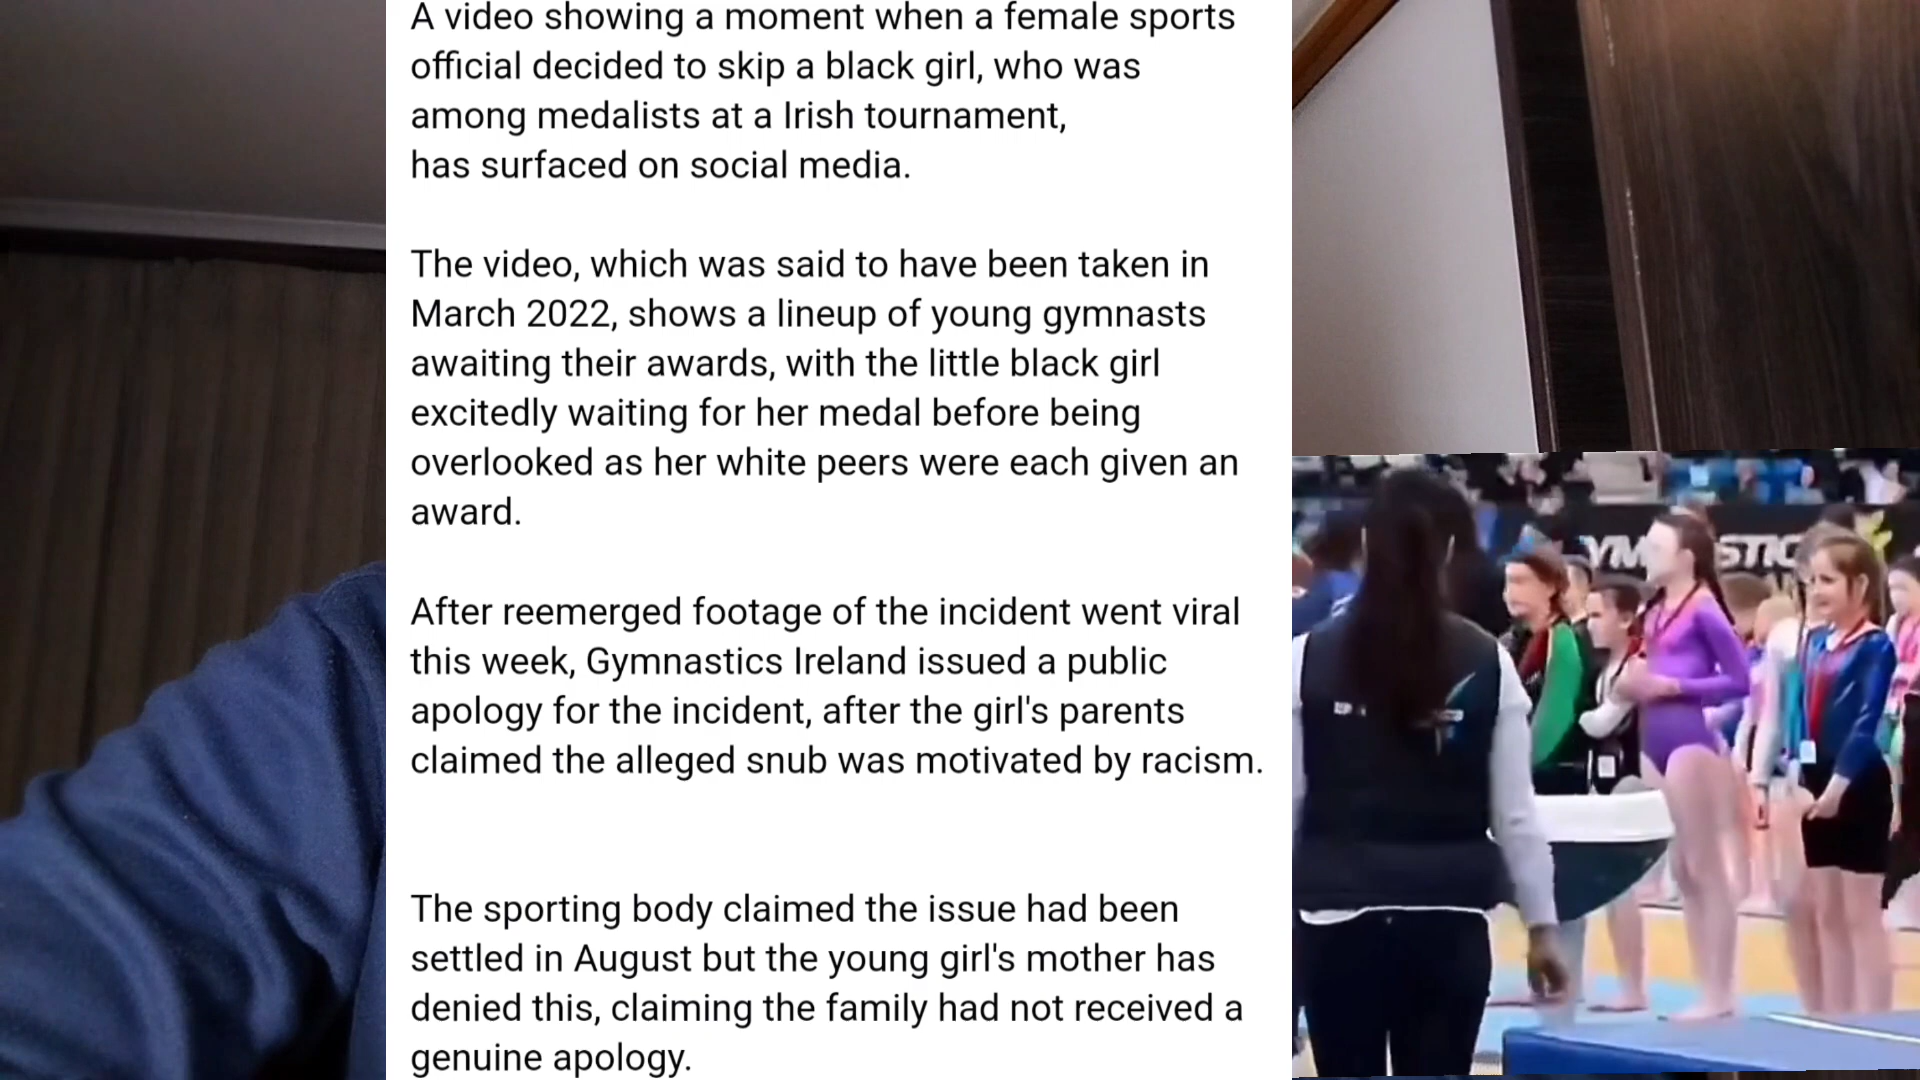 A video showing a moment when a female sports
official decided to skip a black girl, who was
among medalists at a Irish tournament,
has surfaced on social media.
The video, which was said to have been taken in
March 2022, shows a lineup of young gymnasts
awaiting their awards, with the little black girl
excitedly waiting for her medal before being
overlooked as her white peers were each given an
award.
After reemerged footage of the incident went viral
this week, Gymnastics Ireland issued a public
apology for the incident, after the girl's parents
claimed the alleged snub was motivated by racism.
The sporting body claimed the issue had been
settled in August but the young girl's mother has
denied this, claiming the family had not received a
genuine apology.